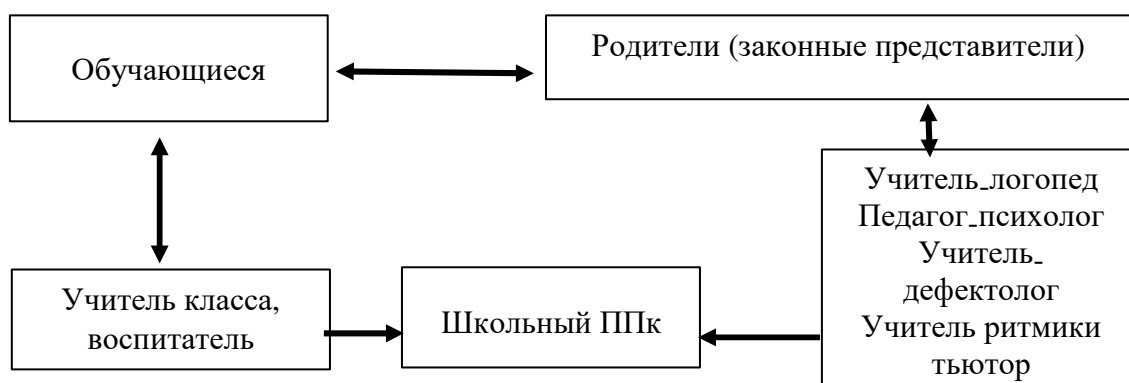 Обучающиеся
Родители (законные представители)
Учитель-логопед
Педагог-психолог
Учитель-
дефектолог
Учитель ритмики
тьютор
Учитель класса,
воспитатель
Школьный ППк